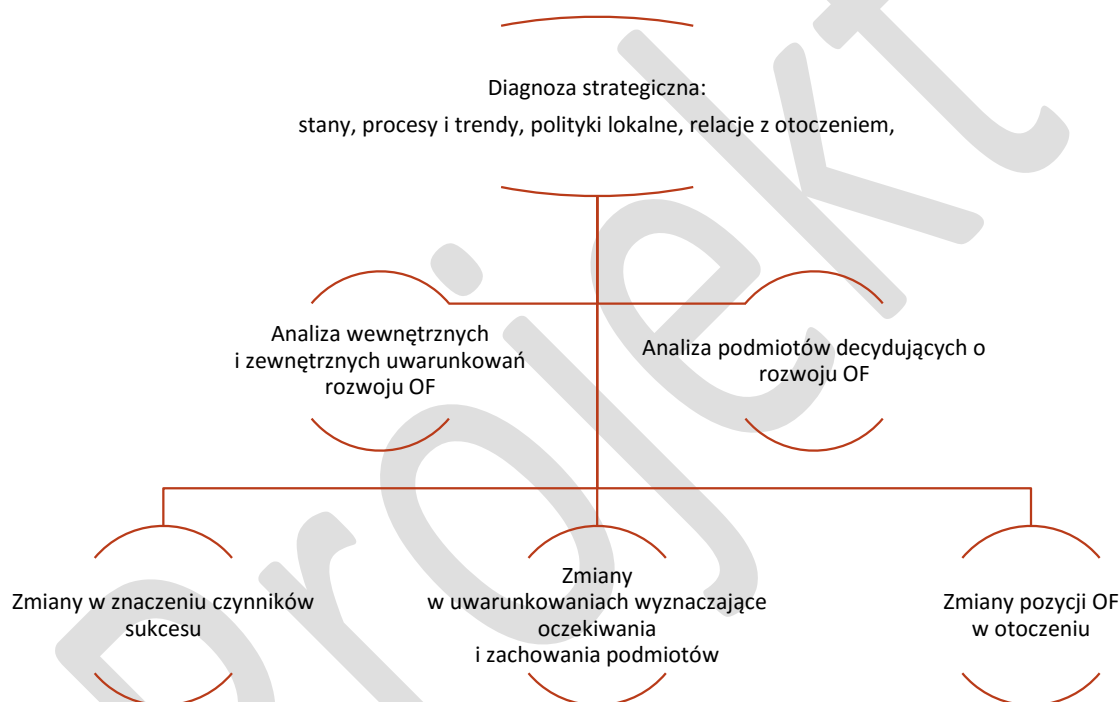 Diagnoza strategiczna:
stany, procesy i trendy, polityki lokalne, relacje z otoczeniem,
Analiza wewnętrznych
i zewnętrznych uwarunkowań
rozwoju OF
Analiza podmiotów decydujących o
rozwoju OF
Zmiany w znaczeniu czynników
sukcesu
Zmiany
w uwarunkowaniach wyznaczające
oczekiwania
i zachowania podmiotów
Zmiany pozycji OF
w otoczeniu
Projekt